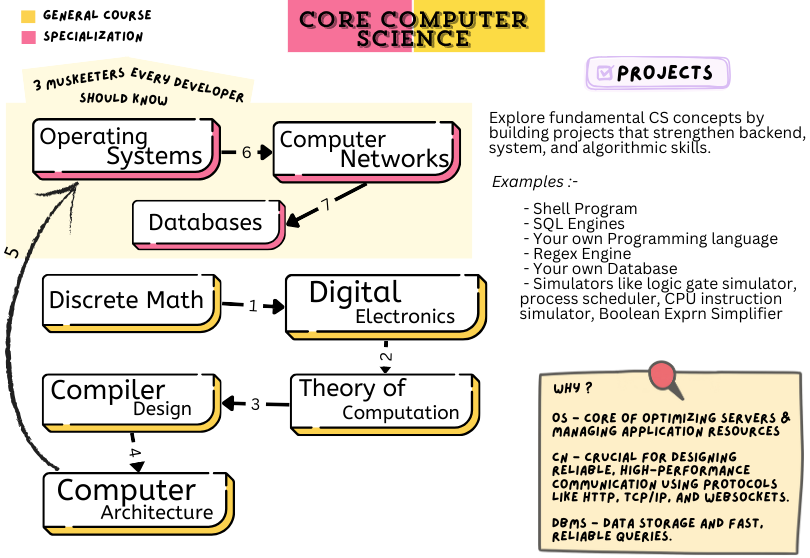 GENERAL COURSE
SPECIALIZATION
CORE COMPUTER
SCIENCE
3 MUSKETEERS EVERY DEVELOPER
SHOULD KNOW
Operating
Systems
6
Computer
Networks
7
Databases
5
Discrete Math
1
Digital
Electronics
2
Theory of
Computation
3
Compiler
Design
4
Computer
Architecture
PROJECTS
Explore fundamental CS concepts by
building projects that strengthen backend,
system, and algorithmic skills.
Examples :-
- Shell Program
- SQL Engines
- Your own Programming language
- Regex Engine
- Your own Database
- Simulators like logic gate simulator,
process scheduler, CPU instruction
simulator, Boolean Exprn Simplifier
WHY ?
OS - CORE OF OPTIMIZING SERVERS &
MANAGING APPLICATION RESOURCES
CN - CRUCIAL FOR DESIGNING
RELIABLE, HIGH-PERFORMANCE
COMMUNICATION USING PROTOCOLS
LIKE HTTP, TCP/IP, AND WEBSOCKETS.
DBMS - DATA STORAGE AND FAST,
RELIABLE QUERIES.